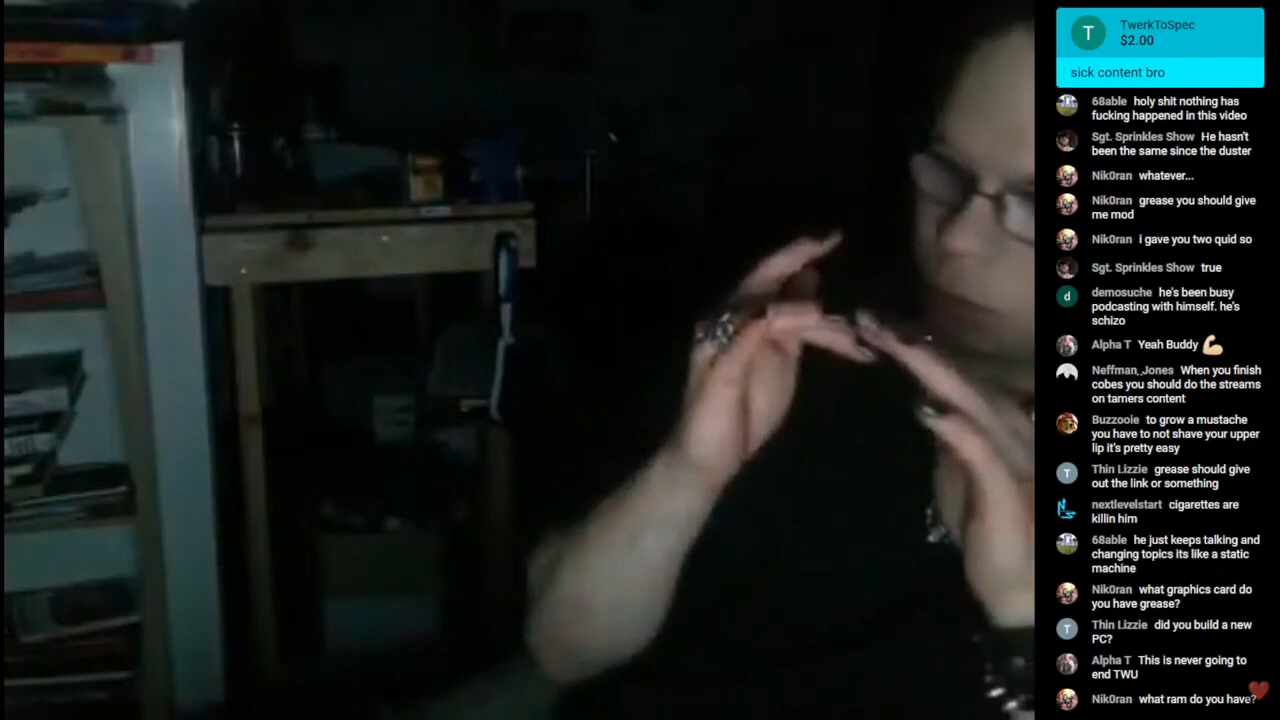 T
TwerkToSpec
$2.00
sick content bro
68able holy shit nothing has
fucking happened in this video
Sgt. Sprinkles Show He hasn't
been the same since the duster
Nik0ran whatever...
Nik0ran grease you should give
me mod
Nik0ran i gave you two quid so
Sgt. Sprinkles Show true
d
demosuche he's been busy
podcasting with himself. he's
schizo
Alpha T Yeah Buddy 💪🏼
Neffman_Jones When you finish
cobes you should do the streams
on tamers content
Buzzooie to grow a mustache
you have to not shave your upper
lip it's pretty easy
T
Thin Lizzie grease should give
out the link or something
nextlevelstart cigarettes are
killin him
68able he just keeps talking and
changing topics its like a static
machine
Nik0ran what graphics card do
you have grease?
T
Thin Lizzie did you build a new
PC?
Alpha T This is never going to
end TWU
Nik0ran what ram do you have?